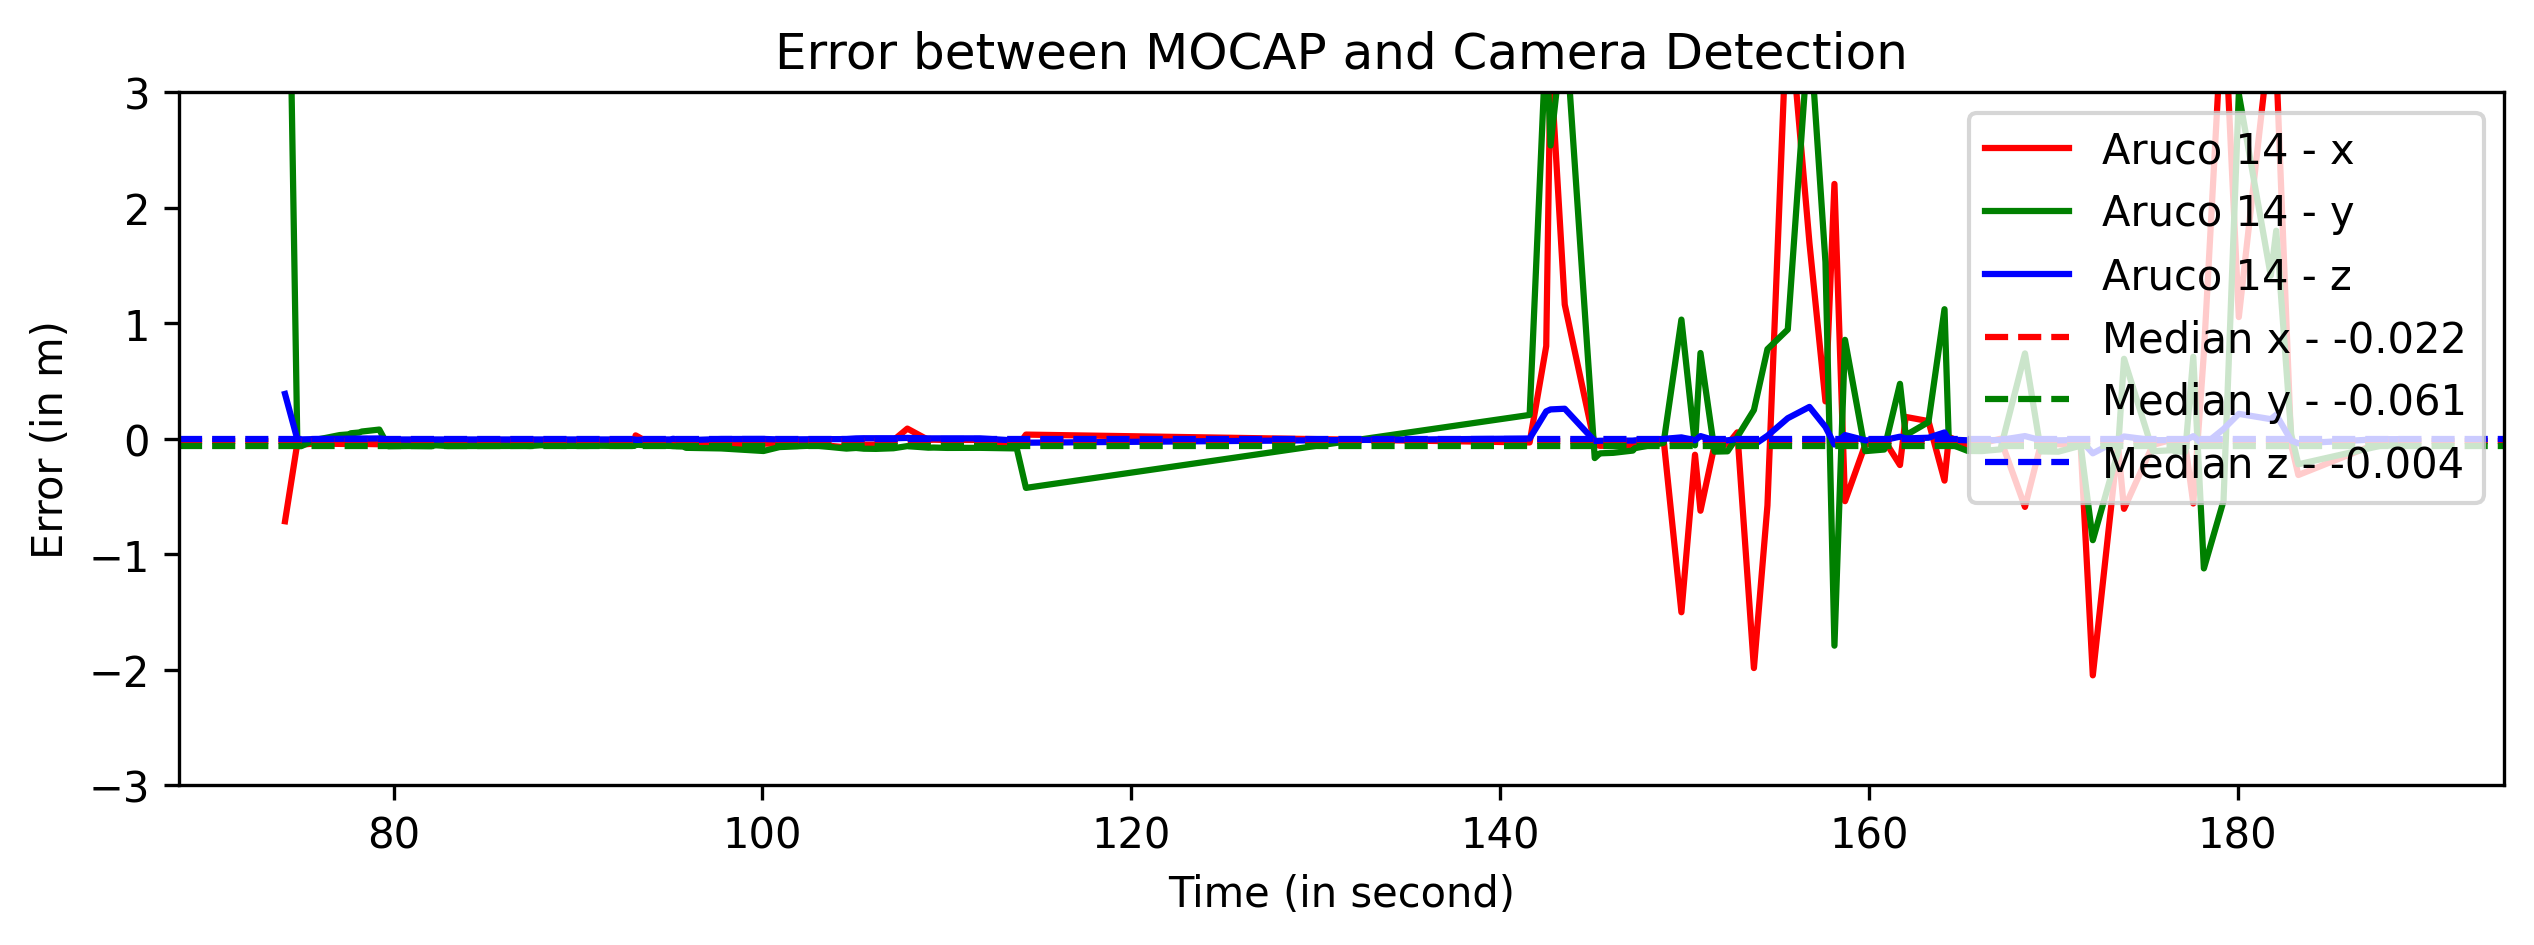 Error between MOCAP and Camera Detection
3
2
1
0
−1
−2
−3
Error (in m)
Aruco 14 - x
Aruco 14 - y
Aruco 14 - z
Median x - -0.022
Median y - -0.061
Median z - -0.004
80 100 120 140 160 180
Time (in second)